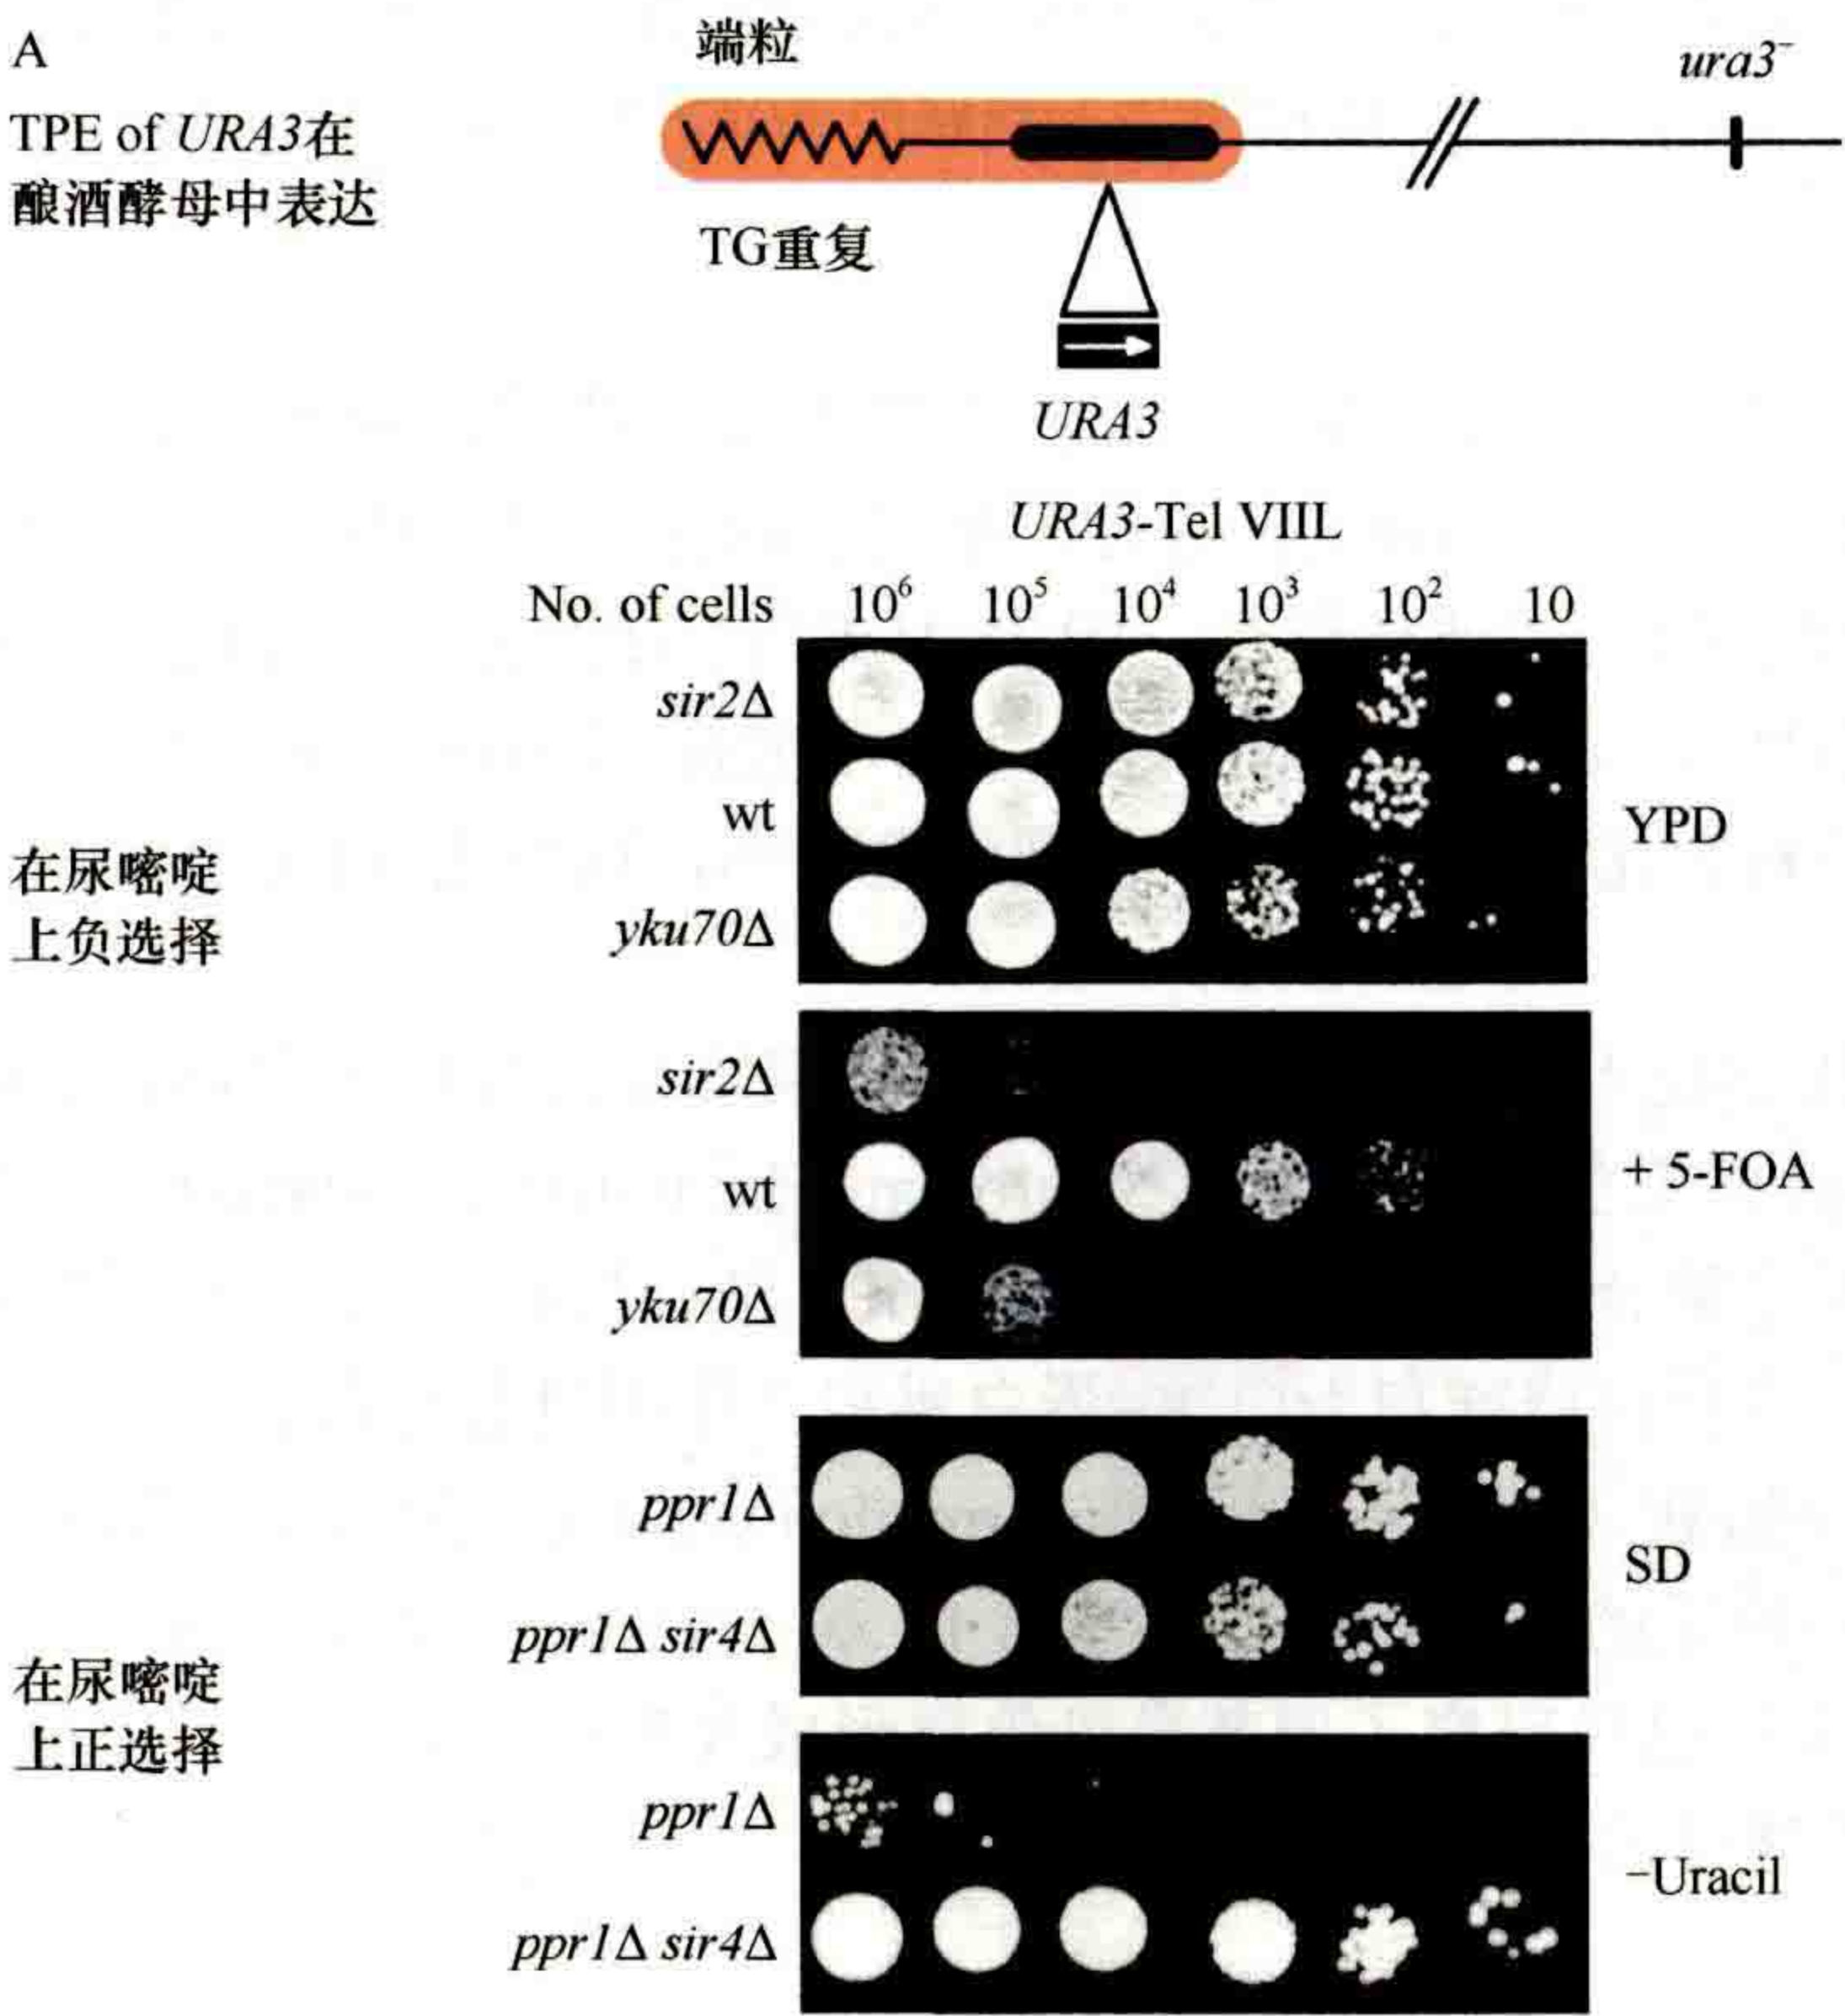 A
端粒
ura3⁻
TPE of URA3在
酿酒酵母中表达
TG重复
URA3
URA3-Tel VIIL
No. of cells 10⁶ 10⁵ 10⁴ 10³ 10² 10
sir2Δ
wt
YPD
yku70Δ
在尿嘧啶
上负选择
sir2Δ
wt
+ 5-FOA
yku70Δ
ppr1Δ
SD
ppr1Δ sir4Δ
在尿嘧啶
上正选择
ppr1Δ
−Uracil
ppr1Δ sir4Δ